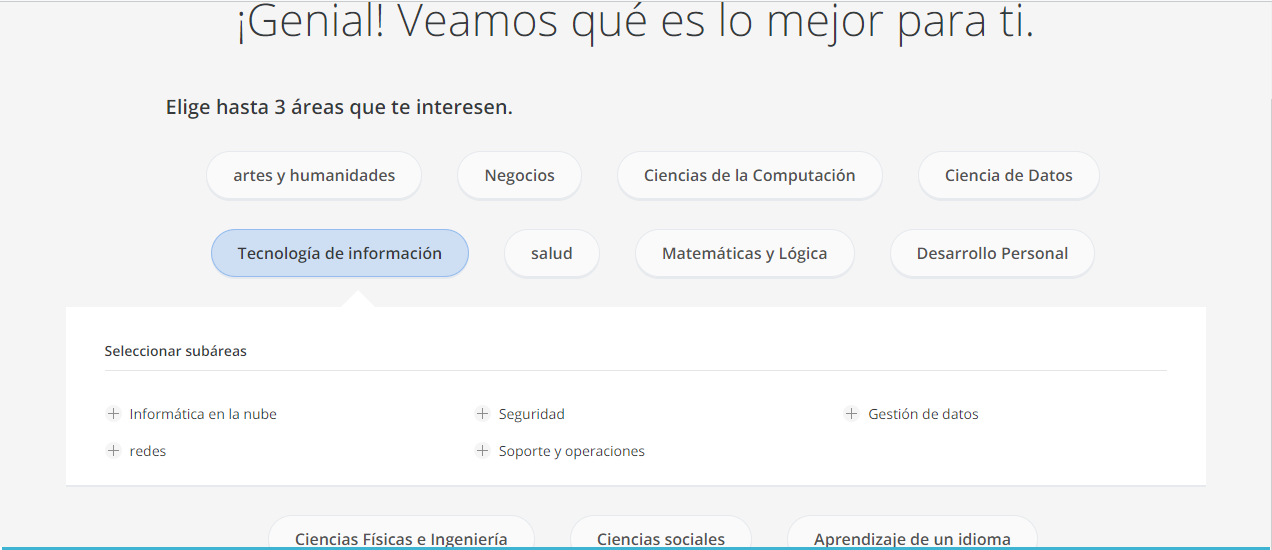 ¡Genial! Veamos qué es lo mejor para ti.
Elige hasta 3 áreas que te interesen.
artes y humanidades
Negocios
Ciencias de la Computación
Ciencia de Datos
Tecnología de información
salud
Matemáticas y Lógica
Desarrollo Personal
Seleccionar subáreas
Informática en la nube
Seguridad
Gestión de datos
redes
Soporte y operaciones
Ciencias Físicas e Ingeniería
Ciencias sociales
Aprendizaje de un idioma